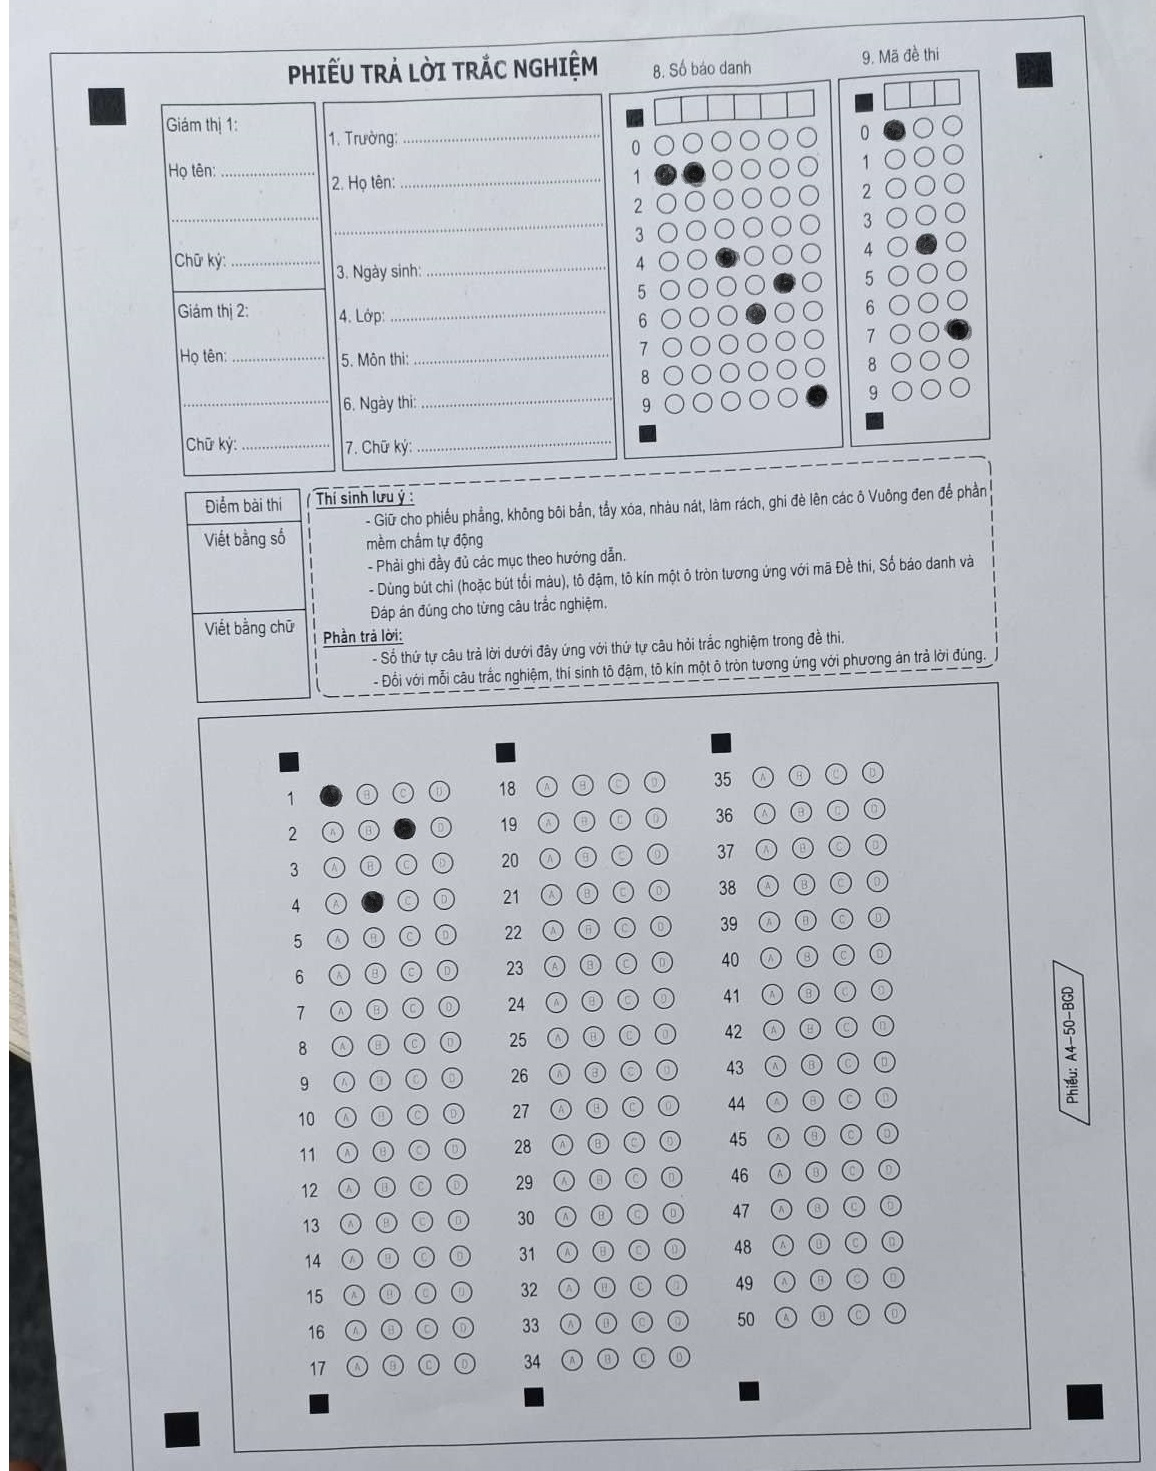 PHIẾU TRẢ LỜI TRẮC NGHIỆM
8. Số báo danh
9. Mã đề thi
Giám thị 1:
Họ tên:
Chữ ký:
Giám thị 2:
Họ tên:
Chữ ký:
1. Trường:
2. Họ tên:
3. Ngày sinh:
4. Lớp:
5. Môn thi:
6. Ngày thi:
7. Chữ ký:
0
1
2
3
4
5
6
7
8
9
0
1
2
3
4
5
6
7
8
9
Điểm bài thi
Viết bằng số
Viết bằng chữ
Thí sinh lưu ý :
- Giữ cho phiếu phẳng, không bôi bẩn, tẩy xóa, nhàu nát, làm rách, ghi đè lên các ô Vuông đen để phần
mềm chấm tự động
- Phải ghi đầy đủ các mục theo hướng dẫn.
- Dùng bút chì (hoặc bút tối màu), tô đậm, tô kín một ô tròn tương ứng với mã Đề thi, Số báo danh và
Đáp án đúng cho từng câu trắc nghiệm.
Phần trả lời:
- Số thứ tự câu trả lời dưới đây ứng với thứ tự câu hỏi trắc nghiệm trong đề thi.
- Đối với mỗi câu trắc nghiệm, thí sinh tô đậm, tô kín một ô tròn tương ứng với phương án trả lời đúng.
1 B C D
2 A B D
3 A B C D
4 A C D
5 A B C D
6 A B C D
7 A B C D
8 A B C D
9 A B C D
10 A B C D
11 A B C D
12 A B C D
13 A B C D
14 A B C D
15 A B C D
16 A B C D
17 A B C D
18 A B C D
19 A B C D
20 A B C D
21 A B C D
22 A B C D
23 A B C D
24 A B C D
25 A B C D
26 A B C D
27 A B C D
28 A B C D
29 A B C D
30 A B C D
31 A B C D
32 A B C D
33 A B C D
34 A B C D
35 A B C D
36 A B C D
37 A B C D
38 A B C D
39 A B C D
40 A B C D
41 A B C D
42 A B C D
43 A B C D
44 A B C D
45 A B C D
46 A B C D
47 A B C D
48 A B C D
49 A B C D
50 A B C D
Phiếu: A4-50-BGD